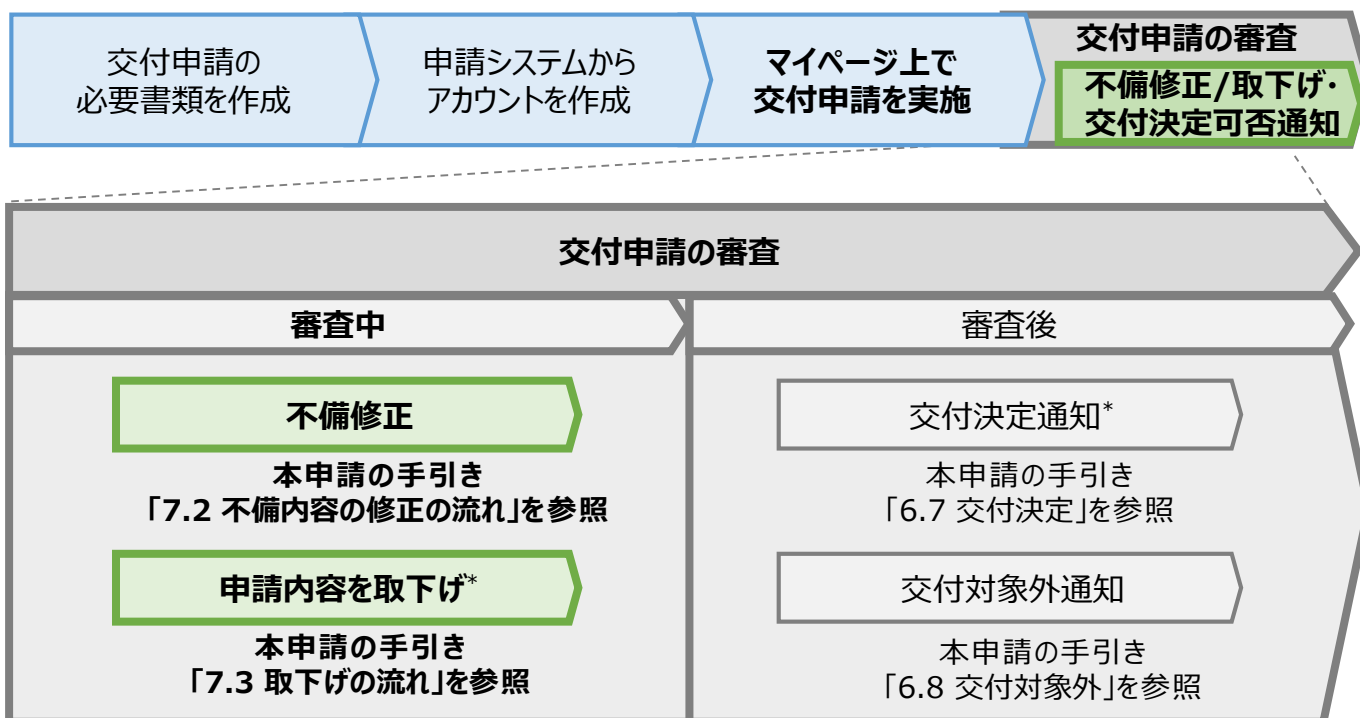 交付申請の
必要書類を作成
申請システムから
アカウントを作成
マイページ上で
交付申請を実施
交付申請の審査
不備修正/取下げ・
交付決定可否通知
交付申請の審査
審査中
審査後
不備修正
本申請の手引き
「7.2 不備内容の修正の流れ」を参照
申請内容を取下げ*
本申請の手引き
「7.3 取下げの流れ」を参照
交付決定通知*
本申請の手引き
「6.7 交付決定」を参照
交付対象外通知
本申請の手引き
「6.8 交付対象外」を参照